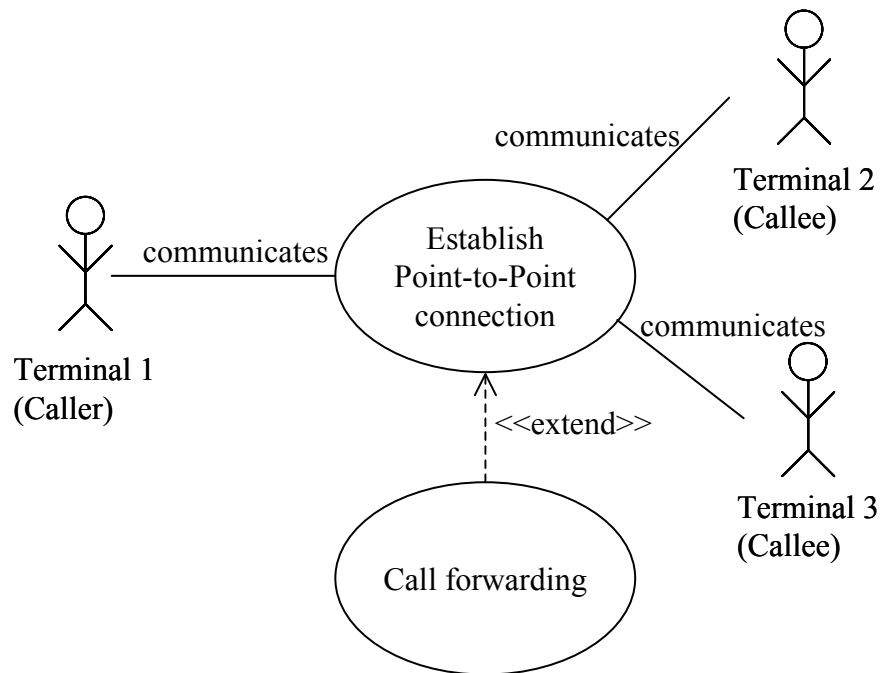 communicates
Terminal 2
(Callee)
communicates
Terminal 1
(Caller)
Establish
Point-to-Point
connection
communicates
Terminal 3
(Callee)
<<extend>>
Call forwarding